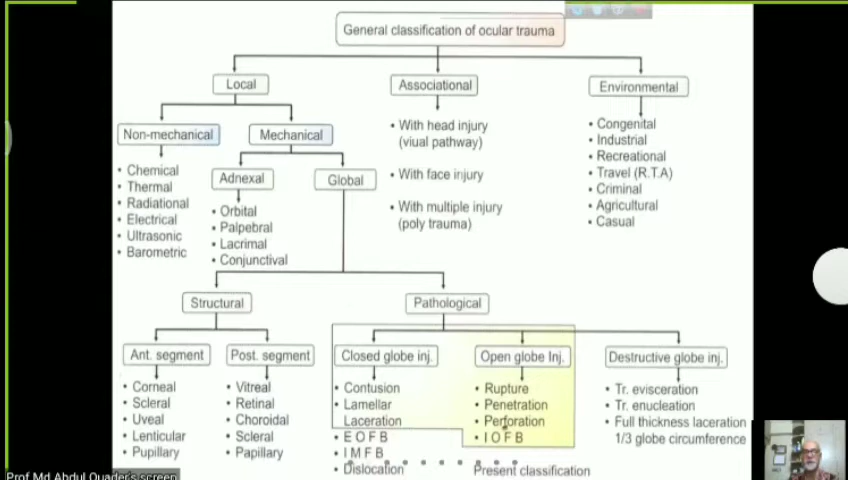 General classification of ocular trauma
Local
Associational
Environmental
Non-mechanical
Mechanical
• Chemical
• Thermal
• Radiational
• Electrical
• Ultrasonic
• Barometric
Adnexal
Global
• Orbital
• Palpebral
• Lacrimal
• Conjunctival
• With head injury
(viual pathway)
• With face injury
• With multiple injury
(poly trauma)
• Congenital
• Industrial
• Recreational
• Travel (R.T.A)
• Criminal
• Agricultural
• Casual
Structural
Pathological
Ant. segment
Post. segment
Closed globe inj.
Open globe Inj.
Destructive globe inj.
• Corneal
• Scleral
• Uveal
• Lenticular
• Pupillary
• Vitreal
• Retinal
• Choroidal
• Scleral
• Papillary
• Contusion
• Lamellar
Laceration
• E O F B
• I M F B
• Dislocation
• Rupture
• Penetration
• Perforation
• I O F B
Present classification
• Tr. evisceration
• Tr. enucleation
• Full thickness laceration
1/3 globe circumference
Prof Md Abdul Quader's screen